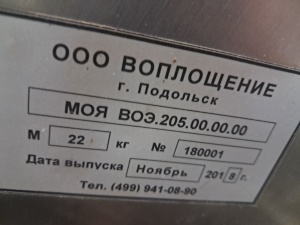 ООО ВОПЛОЩЕНИЕ
г. Подольск
МОЯ ВОЭ.205.00.00.00
М 22 кг № 180001
Дата выпуска Ноябрь 2018г.
Тел. (499) 941-08-90